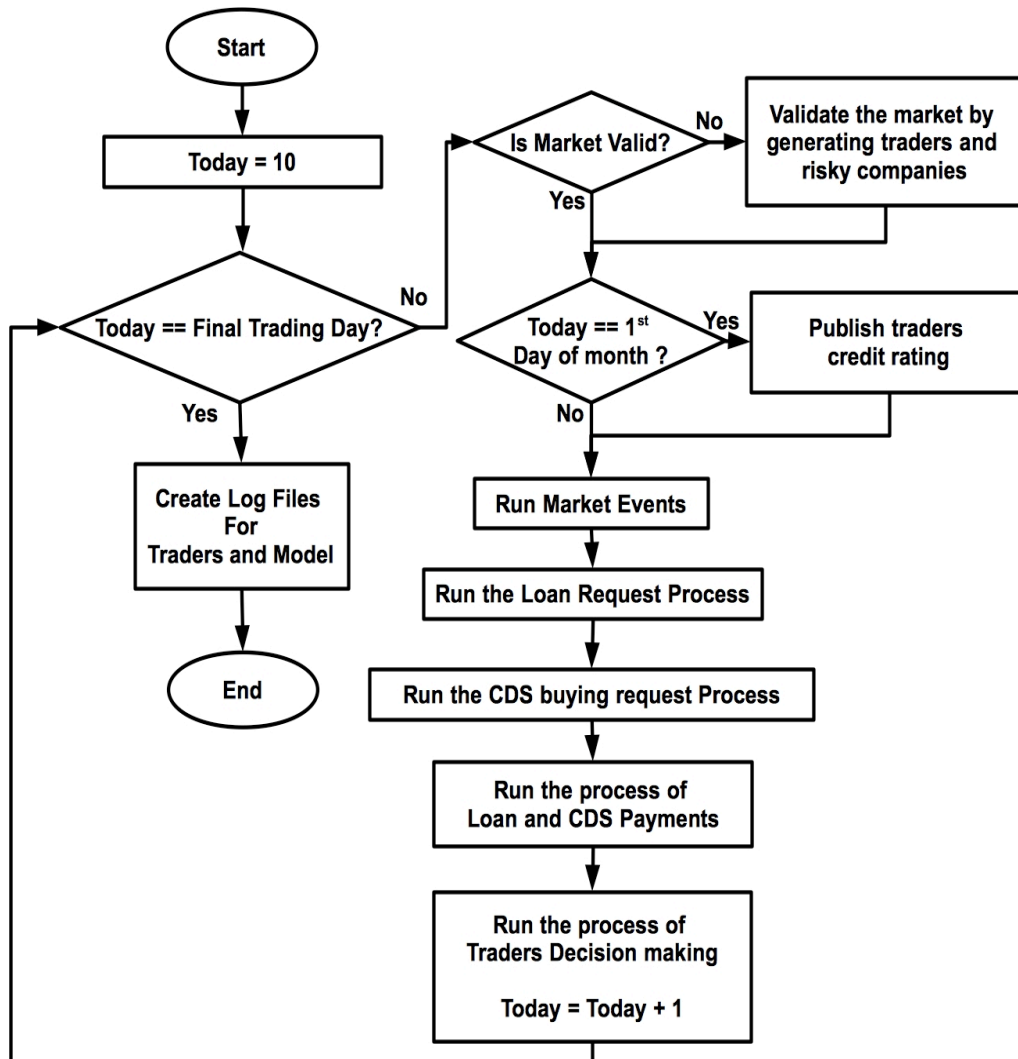 Start
Today = 10
Today == Final Trading Day?
No
Yes
Create Log Files
For
Traders and Model
End
Is Market Valid?
No
Validate the market by
generating traders and
risky companies
Yes
Today == 1st
Day of month ?
Yes
Publish traders
credit rating
No
Run Market Events
Run the Loan Request Process
Run the CDS buying request Process
Run the process of
Loan and CDS Payments
Run the process of
Traders Decision making
Today = Today + 1